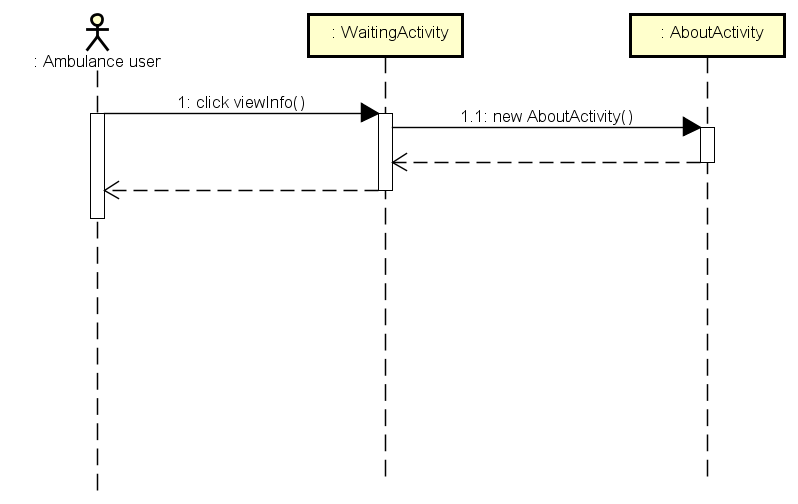 : WaitingActivity
: AboutActivity
: Ambulance user
1: click viewInfo()
1.1: new AboutActivity()